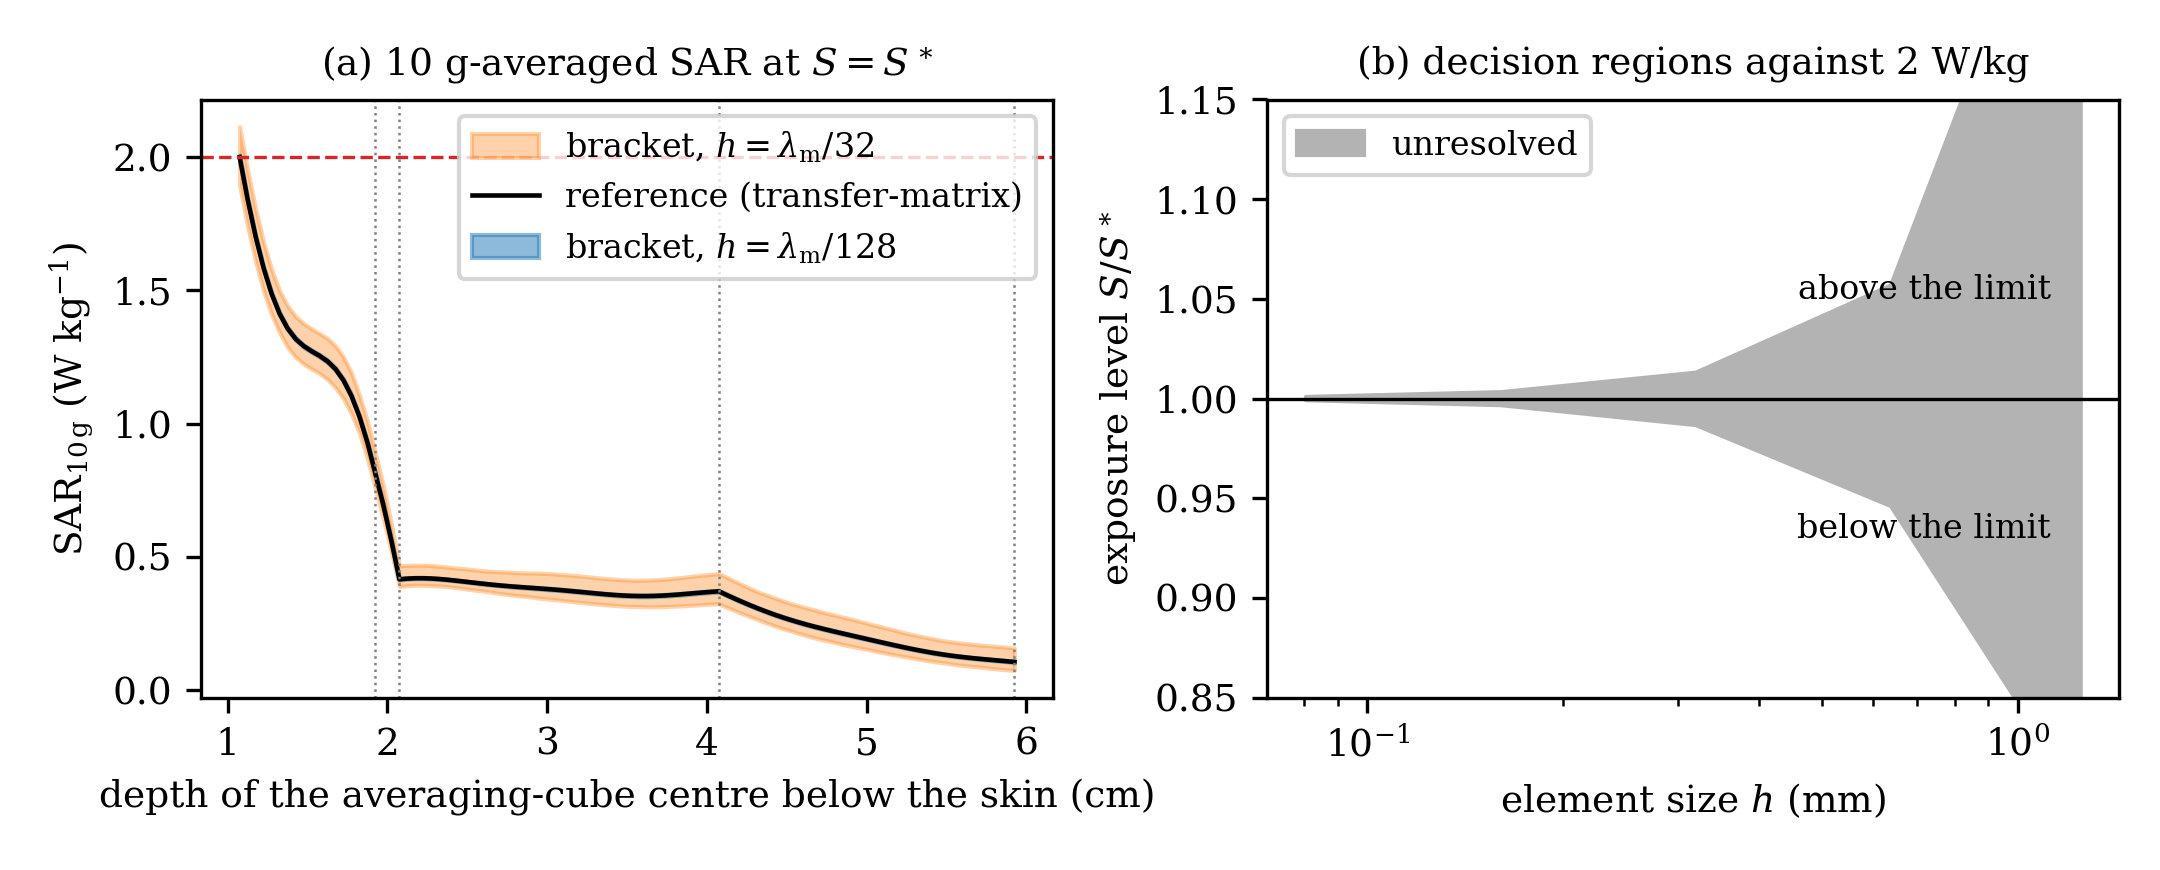 (a) 10 g-averaged SAR at S = S*
bracket, h = λm/32
reference (transfer-matrix)
bracket, h = λm/128
SAR10 g (W kg−1)
2.0
1.5
1.0
0.5
0.0
1 2 3 4 5 6
depth of the averaging-cube centre below the skin (cm)
(b) decision regions against 2 W/kg
unresolved
above the limit
below the limit
exposure level S/S*
1.15
1.10
1.05
1.00
0.95
0.90
0.85
10−1 100
element size h (mm)